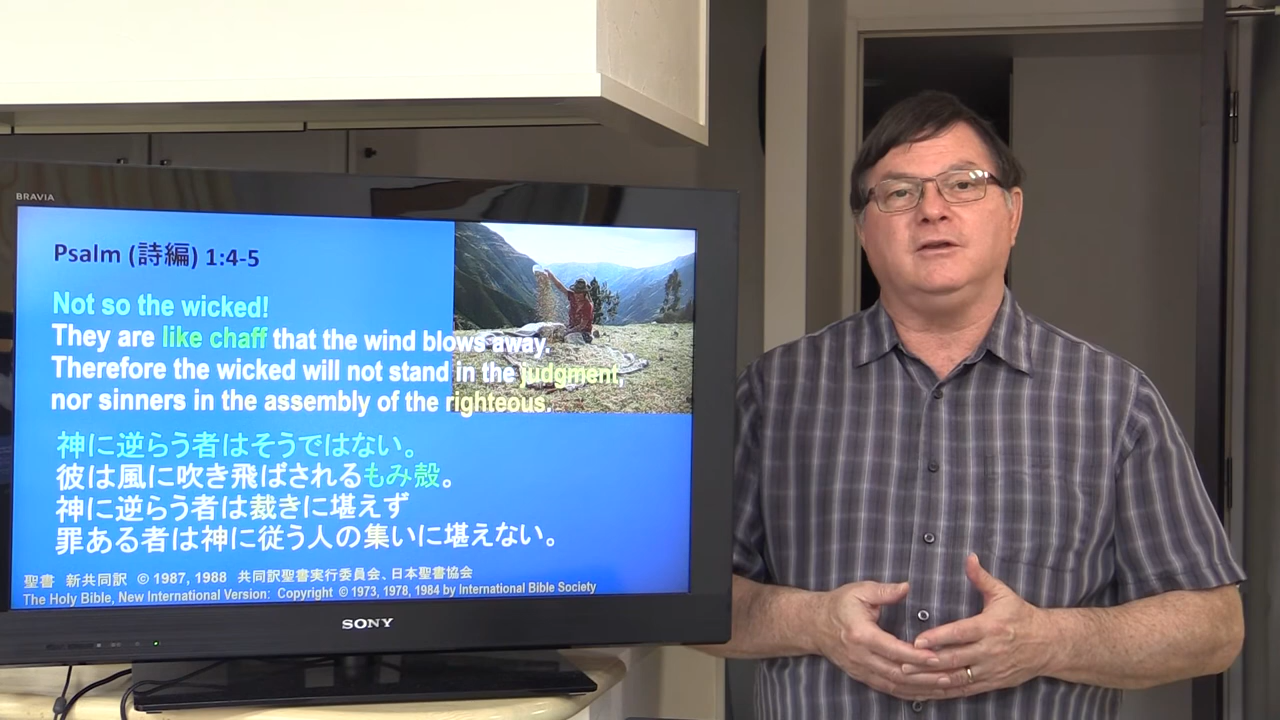 BRAVIA
Psalm (詩編) 1:4-5
Not so the wicked!
They are like chaff that the wind blows away.
Therefore the wicked will not stand in the judgment,
nor sinners in the assembly of the righteous.
神に逆らう者はそうではない。
彼は風に吹き飛ばされるもみ殻。
神に逆らう者は裁きに堪えず
罪ある者は神に従う人の集いに堪えない。
聖書 新共同訳 © 1987, 1988 共同訳聖書実行委員会、日本聖書協会
The Holy Bible, New International Version: Copyright © 1973, 1978, 1984 by International Bible Society
SONY